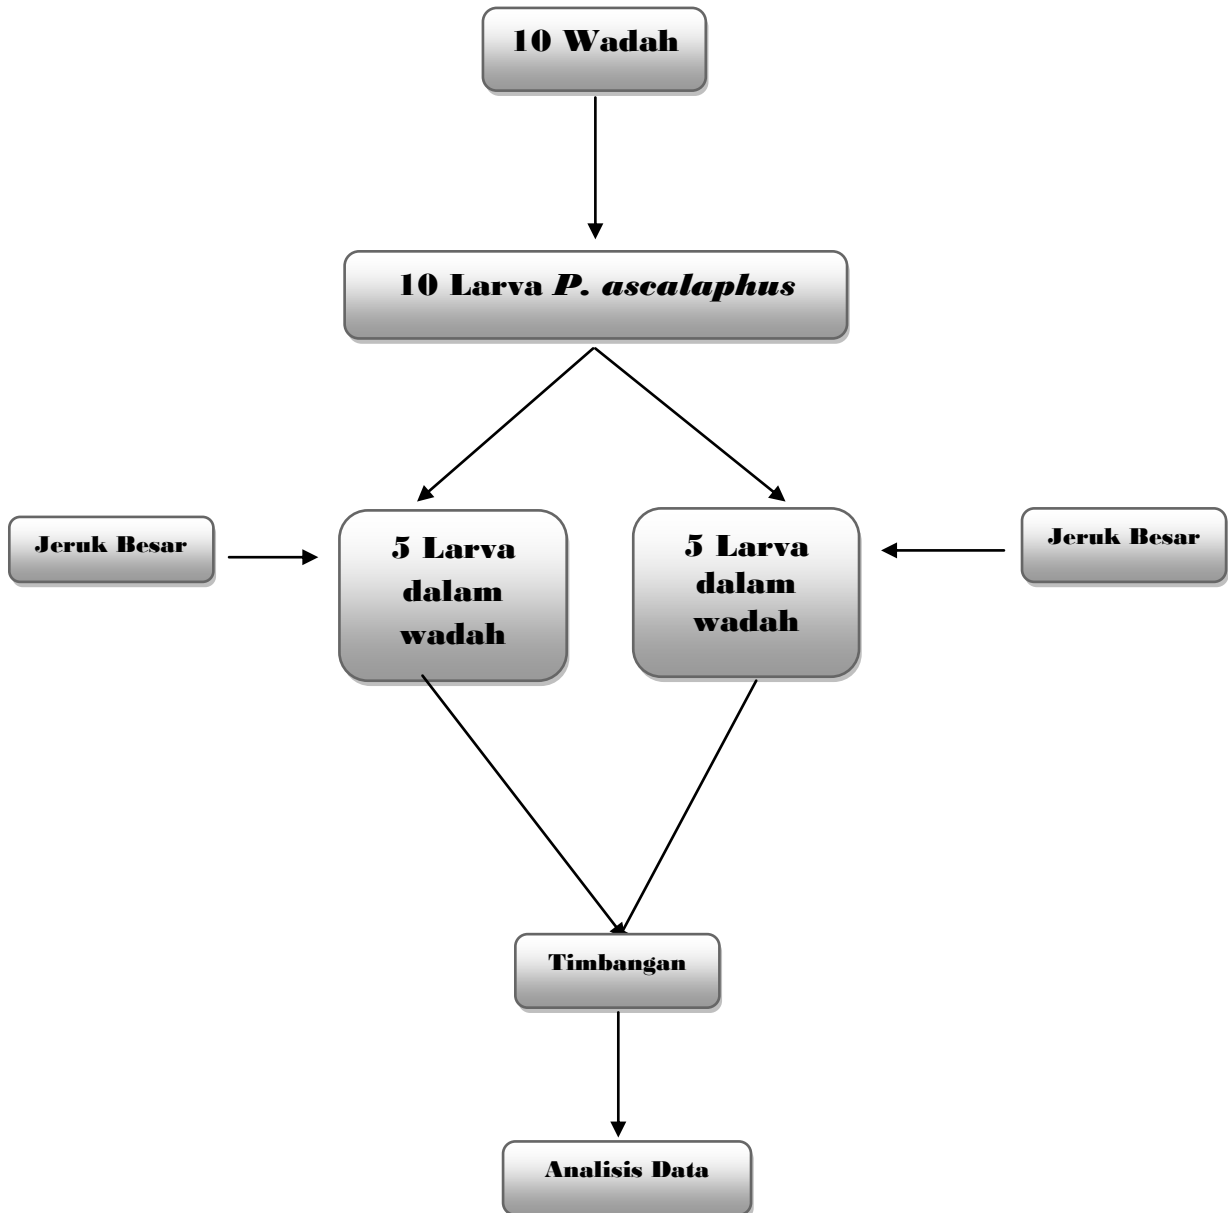 10 Wadah
10 Larva P. ascalaphus
Jeruk Besar
5 Larva
dalam
wadah
5 Larva
dalam
wadah
Jeruk Besar
Timbangan
Analisis Data